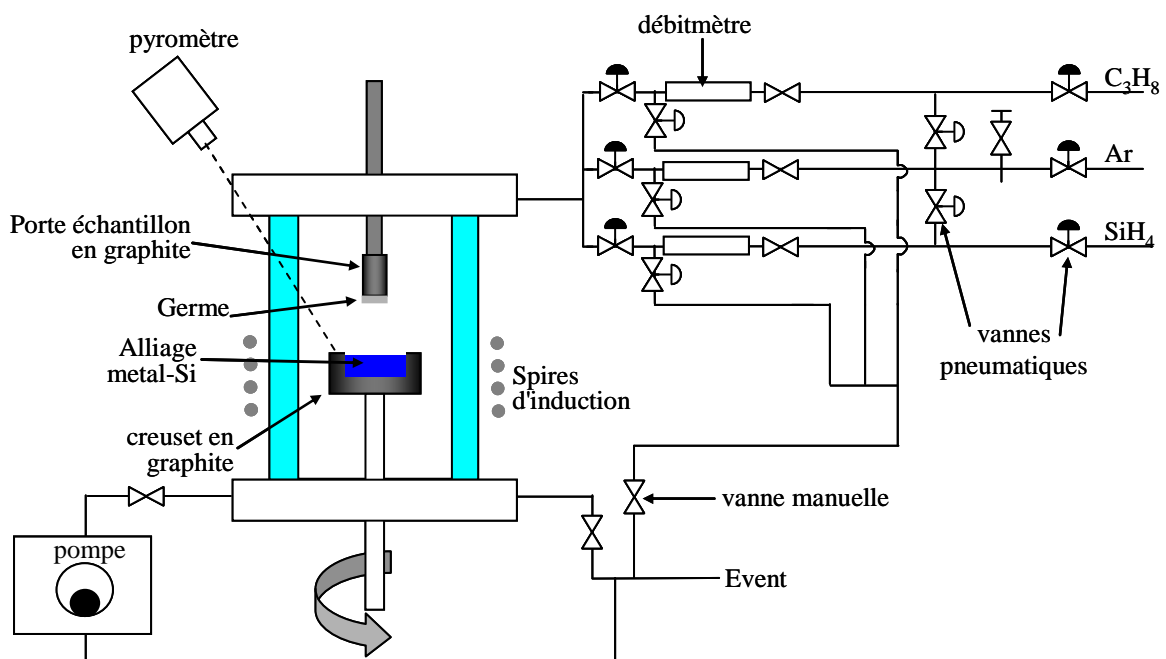 pyromètre
débitmètre
C3H8
Ar
SiH4
Porte échantillon
en graphite
Germe
Alliage
metal-Si
creuset en
graphite
Spires
d'induction
vannes
pneumatiques
vanne manuelle
pompe
Event